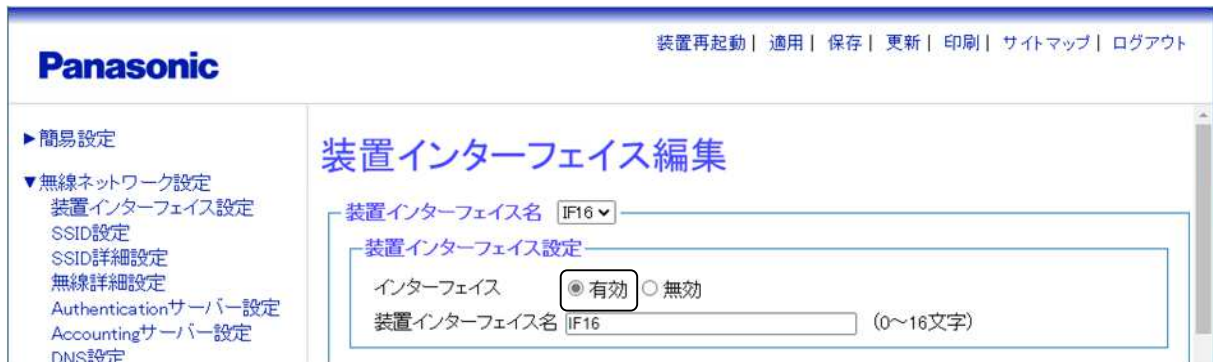 装置再起動| 適用| 保存| 更新| 印刷| サイトマップ| ログアウト
Panasonic
▶簡易設定
▼無線ネットワーク設定
装置インターフェイス設定
SSID設定
SSID詳細設定
無線詳細設定
Authenticationサーバー設定
Accountingサーバー設定
DNS設定
装置インターフェイス編集
装置インターフェイス名 IF16
装置インターフェイス設定
インターフェイス 有効 無効
装置インターフェイス名 IF16 (0～16文字)